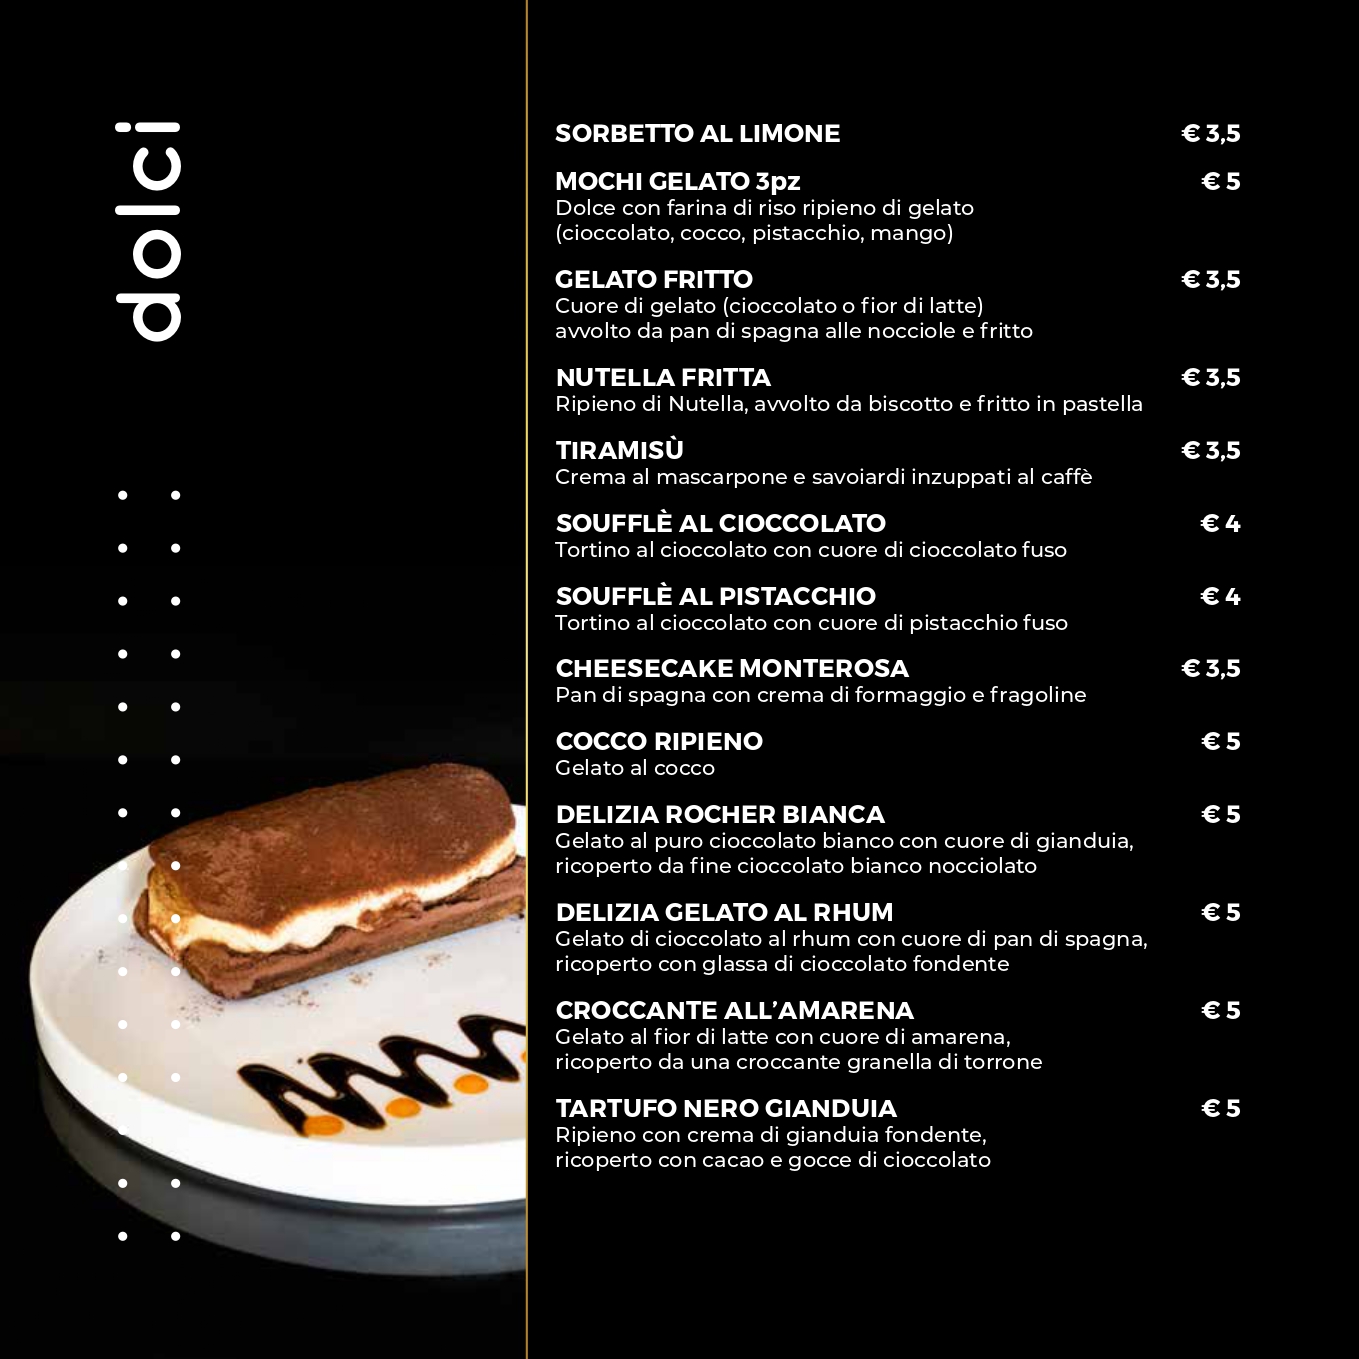 dolci
SORBETTO AL LIMONE € 3,5
MOCHI GELATO 3pz € 5
Dolce con farina di riso ripieno di gelato
(cioccolato, cocco, pistacchio, mango)
GELATO FRITTO € 3,5
Cuore di gelato (cioccolato o fior di latte)
avvolto da pan di spagna alle nocciole e fritto
NUTELLA FRITTA € 3,5
Ripieno di Nutella, avvolto da biscotto e fritto in pastella
TIRAMISÙ € 3,5
Crema al mascarpone e savoiardi inzuppati al caffè
SOUFFLÈ AL CIOCCOLATO € 4
Tortino al cioccolato con cuore di cioccolato fuso
SOUFFLÈ AL PISTACCHIO € 4
Tortino al cioccolato con cuore di pistacchio fuso
CHEESECAKE MONTEROSA € 3,5
Pan di spagna con crema di formaggio e fragoline
COCCO RIPIENO € 5
Gelato al cocco
DELIZIA ROCHER BIANCA € 5
Gelato al puro cioccolato bianco con cuore di gianduia,
ricoperto da fine cioccolato bianco nocciolato
DELIZIA GELATO AL RHUM € 5
Gelato di cioccolato al rhum con cuore di pan di spagna,
ricoperto con glassa di cioccolato fondente
CROCCANTE ALL’AMARENA € 5
Gelato al fior di latte con cuore di amarena,
ricoperto da una croccante granella di torrone
TARTUFO NERO GIANDUIA € 5
Ripieno con crema di gianduia fondente,
ricoperto con cacao e gocce di cioccolato